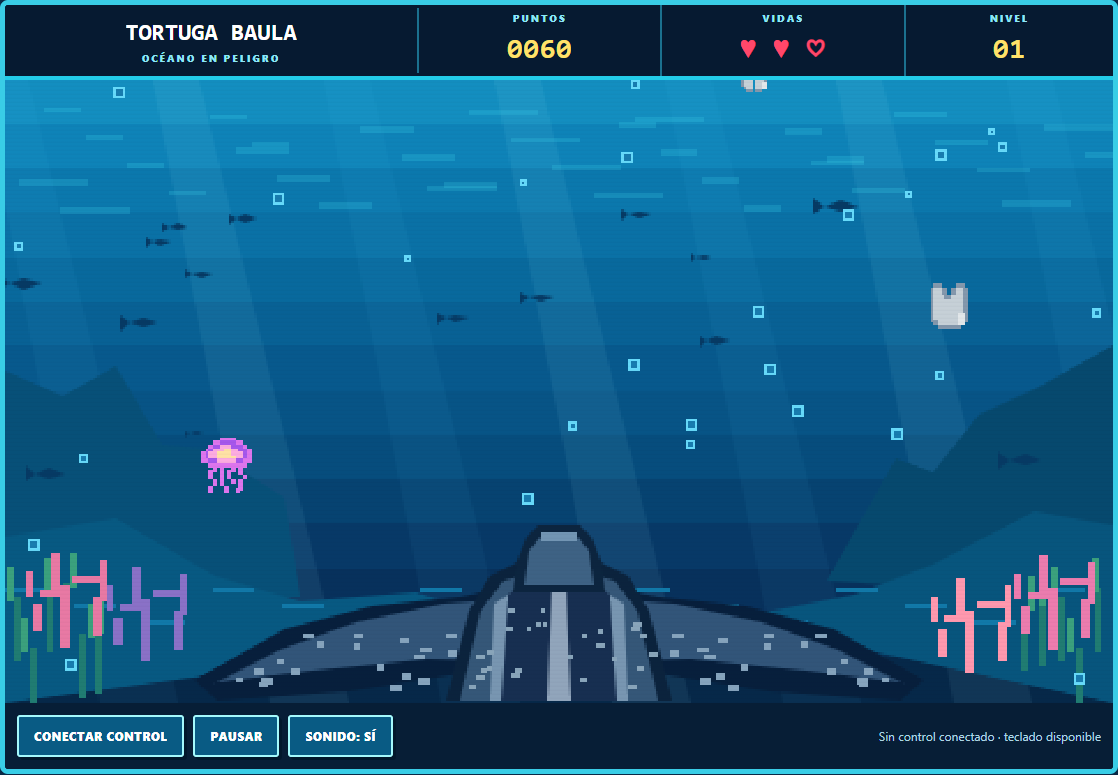 TORTUGA BAULA
OCÉANO EN PELIGRO
PUNTOS
0060
VIDAS
NIVEL
01
CONECTAR CONTROL
PAUSAR
SONIDO: SÍ
Sin control conectado · teclado disponible